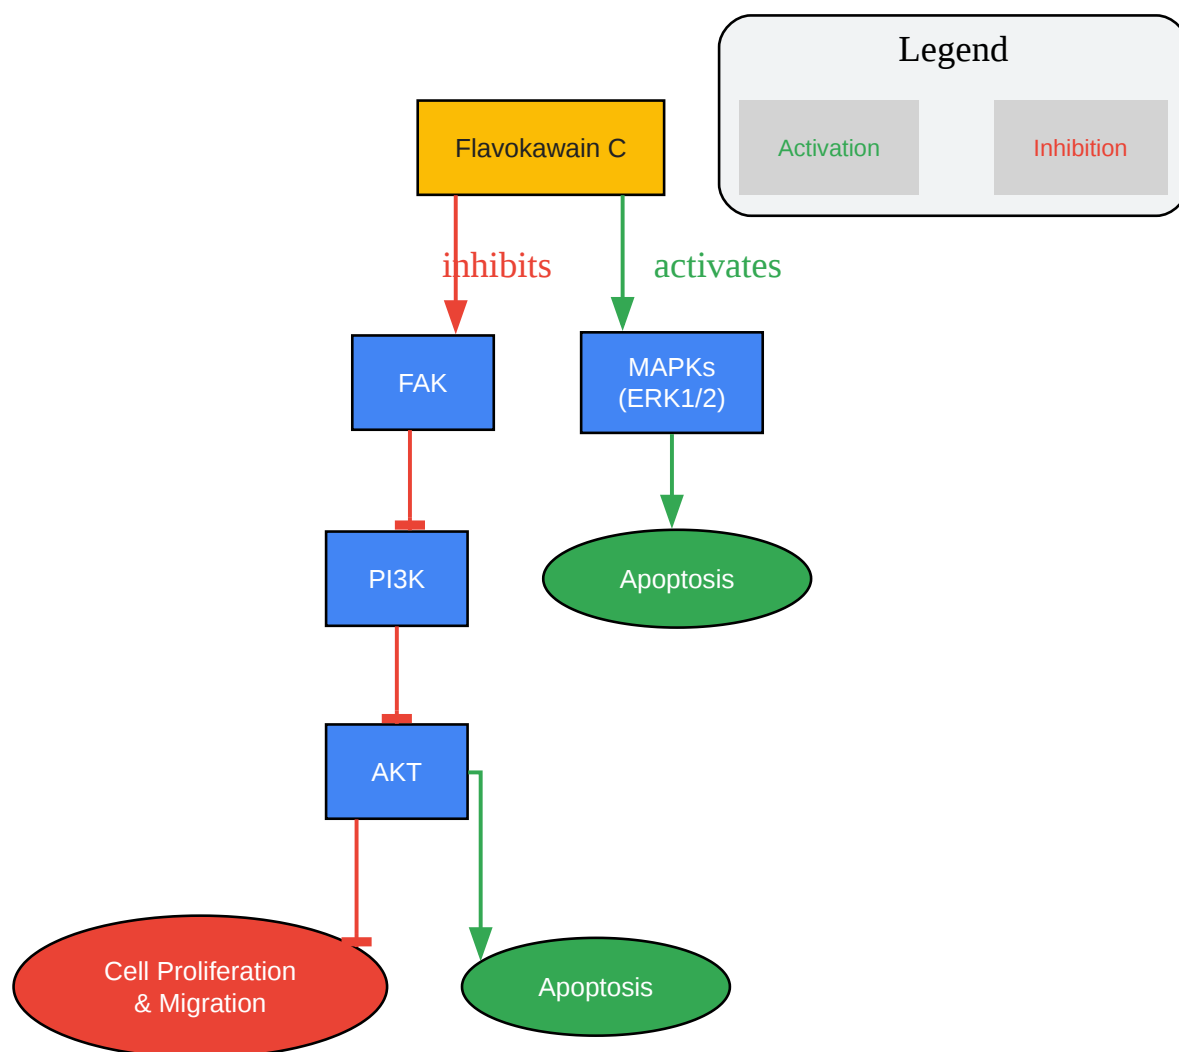 Legend
Activation
Inhibition
Flavokawain C
inhibits
activates
FAK
MAPKs
(ERK1/2)
PI3K
Apoptosis
AKT
Cell Proliferation
& Migration
Apoptosis